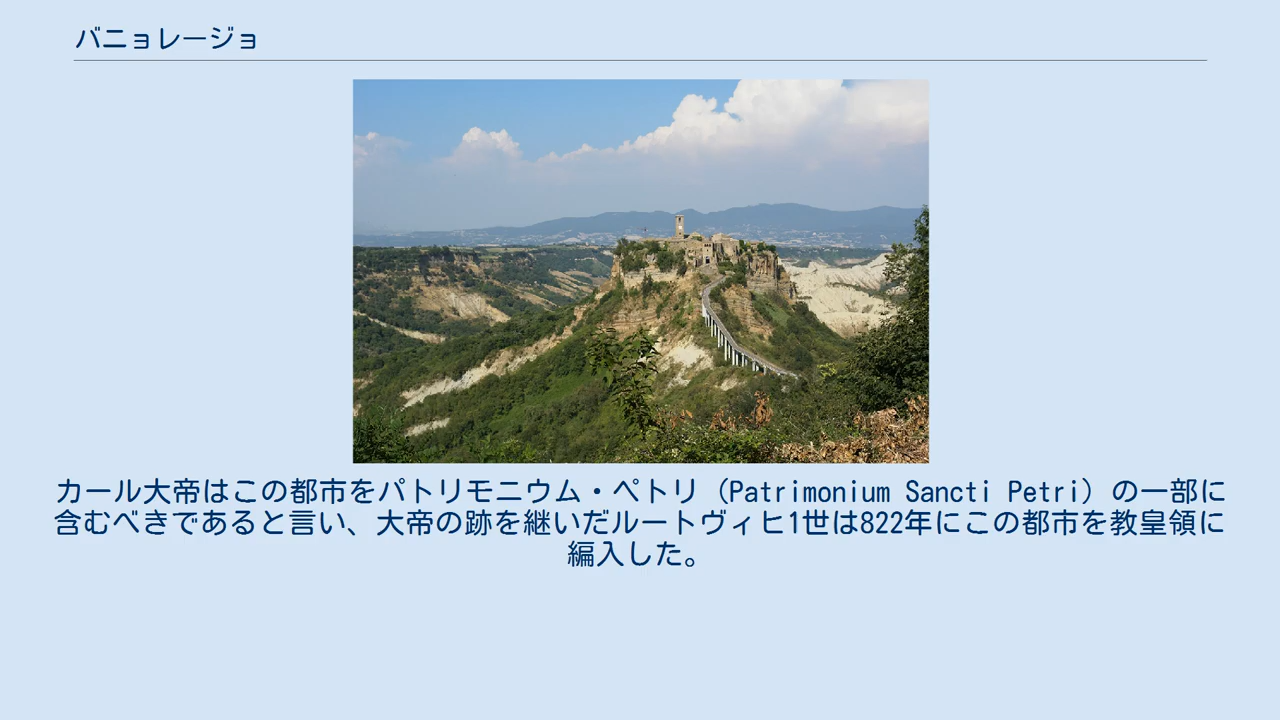 バニョレージョ
カール大帝はこの都市をパトリモニウム・ペトリ（Patrimonium Sancti Petri）の一部に
含むべきであると言い、大帝の跡を継いだルートヴィヒ1世は822年にこの都市を教皇領に
編入した。